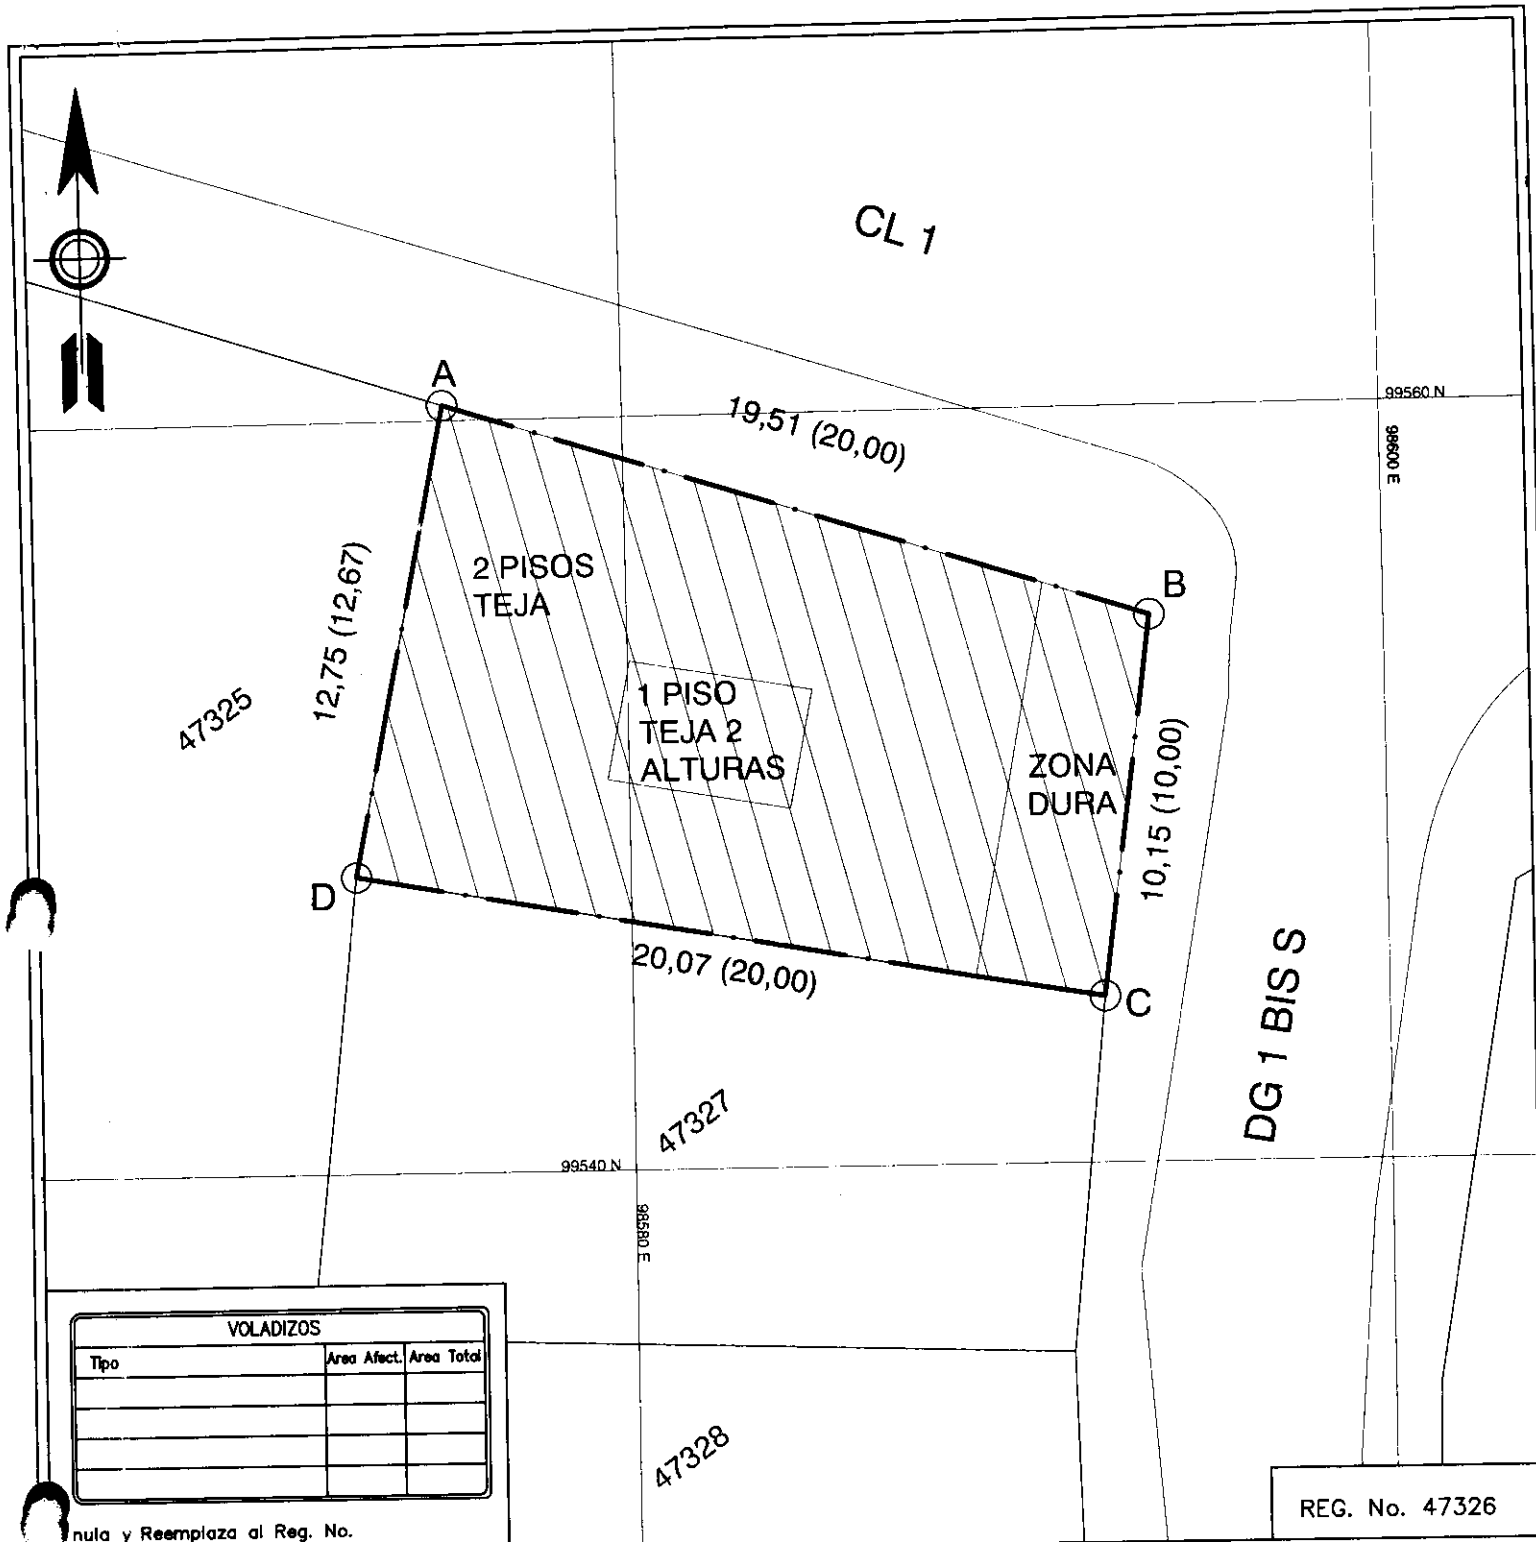 CL 1
A
99560 N
98600 E
19,51 (20,00)
B
2 PISOS
TEJA
12,75 (12,67)
47325
1 PISO
TEJA 2
ALTURAS
ZONA
DURA
10,15 (10,00)
D
20,07 (20,00)
C
DG 1 BIS S
47327
99540 N
98580 E
VOLADIZOS
Tipo Area Afect. Area Total
47328
REG. No. 47326
nula y Reemplaza al Reg. No.